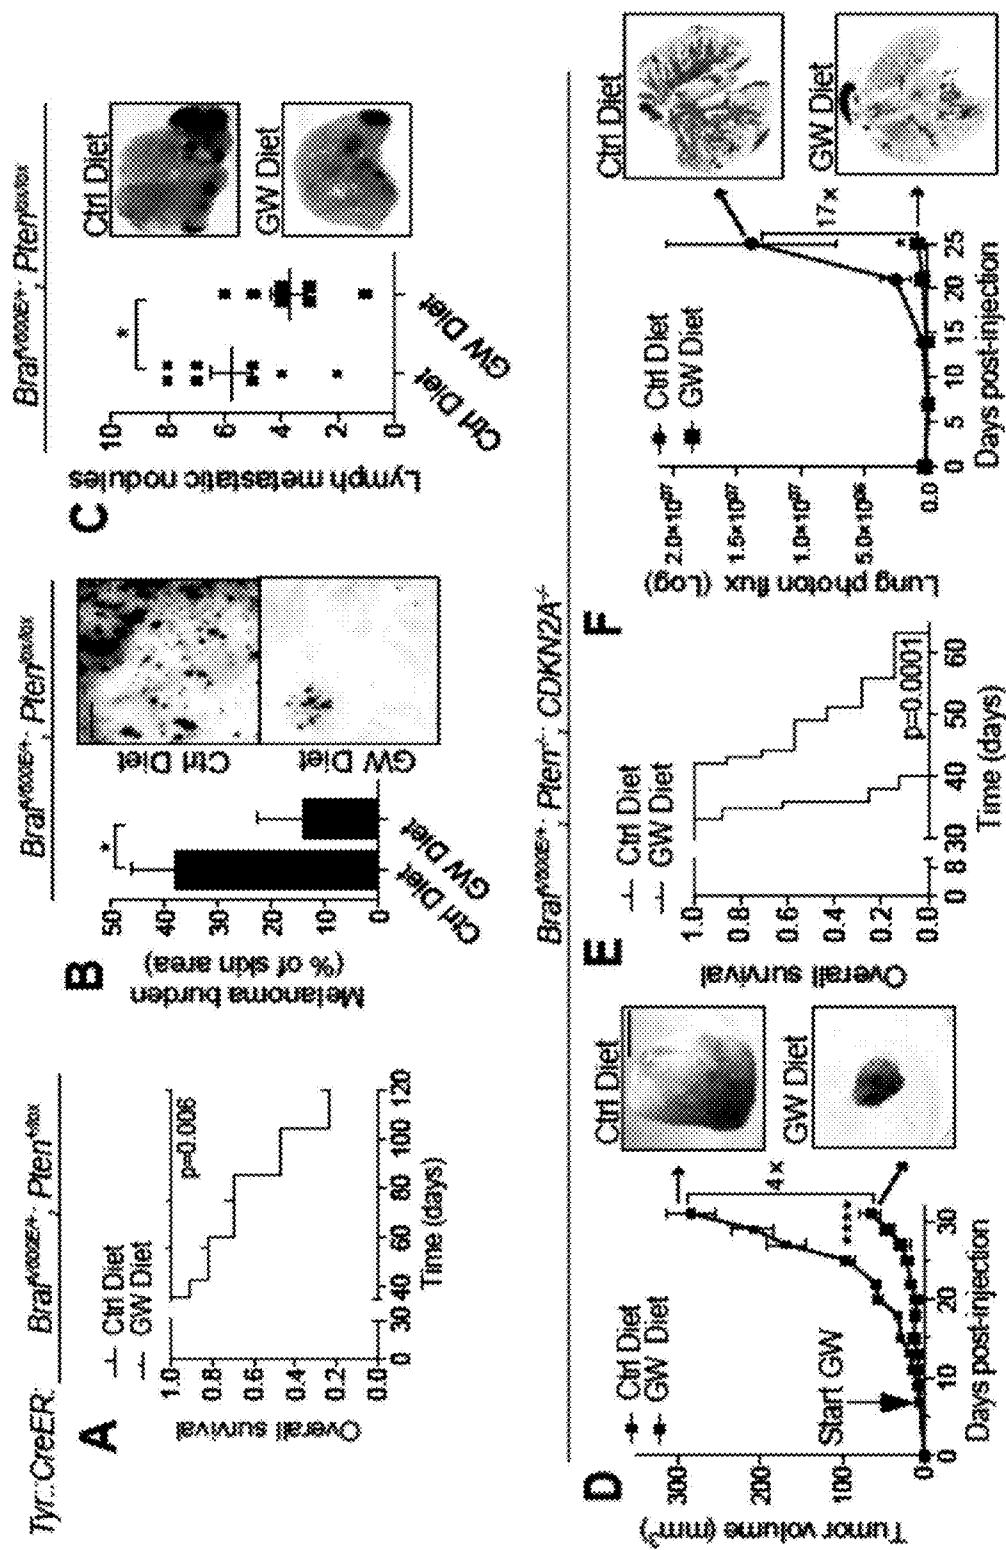 Tyr::CreER: Braf^V600E/+; Pten^lox/lox
Braf^V600E/+; Pten^lox/lox
Braf^V600E/+; Pten^lox/lox
A
Overall survival
1.0
0.8
0.6
0.4
0.2
0.0
Ctrl Diet
GW Diet
p=0.006
0 30 40 60 80 100 120
Time (days)
B
Melanoma burden
(% of skin area)
50
40
30
20
10
0
*
Ctrl Diet
GW Diet
Ctrl Diet
GW Diet
C
Lymph metastatic nodules
10
8
6
4
2
0
*
Ctrl Diet
GW Diet
Ctrl Diet
GW Diet
Braf^V600E/+; Pten^-/-; CDKN2A^-/-
D
Tumor volume (mm³)
300
200
100
0
Ctrl Diet
GW Diet
Start GW
4x
****
0 10 20 30
Days post-injection
Ctrl Diet
GW Diet
E
Overall survival
1.0
0.8
0.6
0.4
0.2
0.0
Ctrl Diet
GW Diet
p=0.0001
0 8 30 40 50 60
Time (days)
F
Lung photon flux (Log)
2.0×10^07
1.5×10^07
1.0×10^07
5.0×10^06
0.0
Ctrl Diet
GW Diet
17x
*
0 5 10 15 20 25
Days post-injection
Ctrl Diet
GW Diet